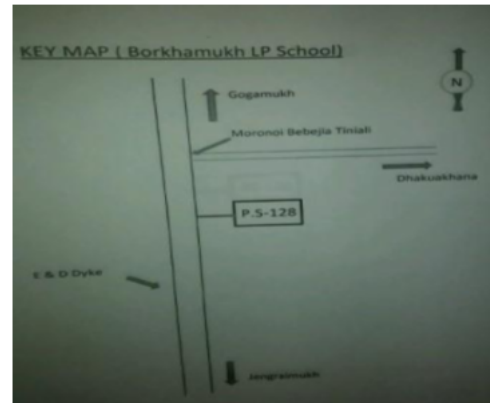 KEY MAP ( Borkhamukh LP School)
N
Gogamukh
Moronoi Bebejia Tiniali
Dhakuakhana
P.S-128
E & D Dyke
Jengraimukh